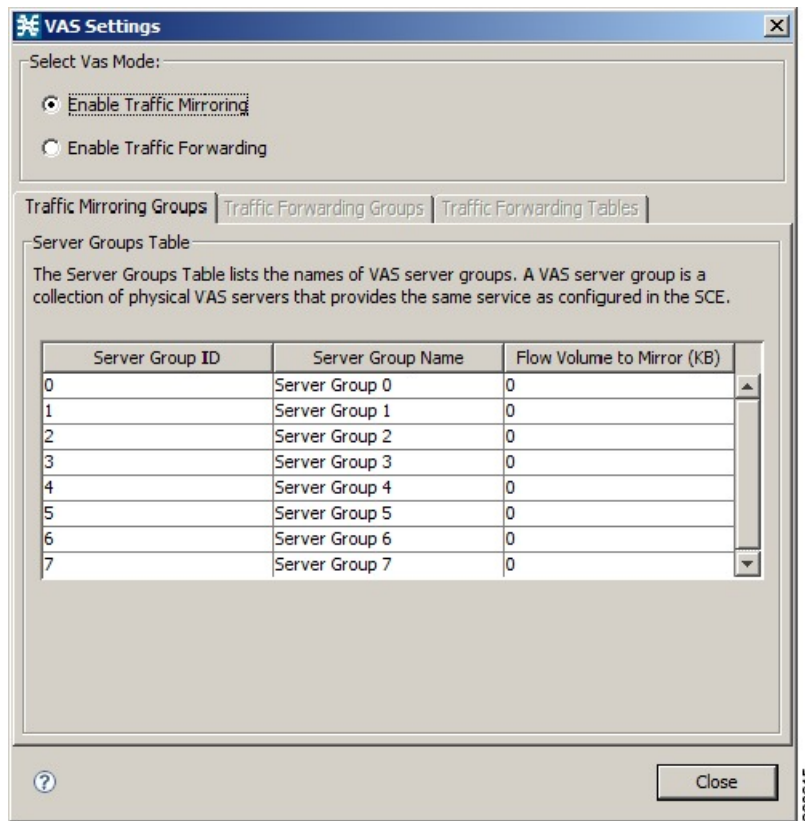 VAS Settings
Select Vas Mode:
Enable Traffic Mirroring
Enable Traffic Forwarding
Traffic Mirroring Groups Traffic Forwarding Groups Traffic Forwarding Tables
Server Groups Table
The Server Groups Table lists the names of VAS server groups. A VAS server group is a
collection of physical VAS servers that provides the same service as configured in the SCE.
Server Group ID Server Group Name Flow Volume to Mirror (KB)
0 Server Group 0 0
1 Server Group 1 0
2 Server Group 2 0
3 Server Group 3 0
4 Server Group 4 0
5 Server Group 5 0
6 Server Group 6 0
7 Server Group 7 0
? Close